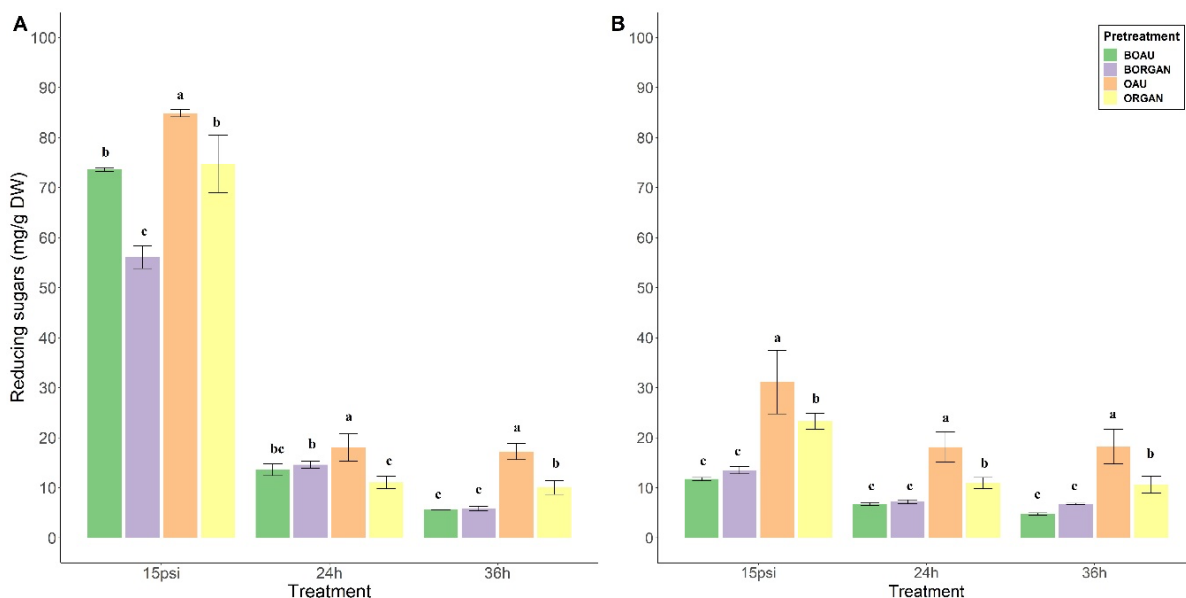 A
Reducing sugars (mg/g DW)
100
90
80
70
60
50
40
30
20
10
0
b
c
a
b
bc
b
a
c
c
c
a
b
15psi
24h
36h
Treatment
B
100
90
80
70
60
50
40
30
20
10
0
c
c
a
b
c
c
a
b
c
c
a
b
15psi
24h
36h
Treatment
Pretreatment
BOAU
BORGAN
OAU
ORGAN